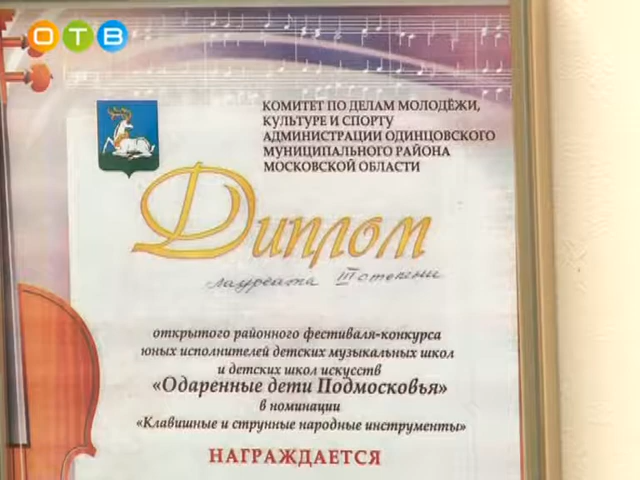 ОТВ
КОМИТЕТ ПО ДЕЛАМ МОЛОДЁЖИ,
КУЛЬТУРЕ И СПОРТУ
АДМИНИСТРАЦИИ ОДИНЦОВСКОГО
МУНИЦИПАЛЬНОГО РАЙОНА
МОСКОВСКОЙ ОБЛАСТИ
Диплом
лауреата III степени
открытого районного фестиваля-конкурса
юных исполнителей детских музыкальных школ
и детских школ искусств
«Одаренные дети Подмосковья»
в номинации
«Клавишные и струнные народные инструменты»
НАГРАЖДАЕТСЯ